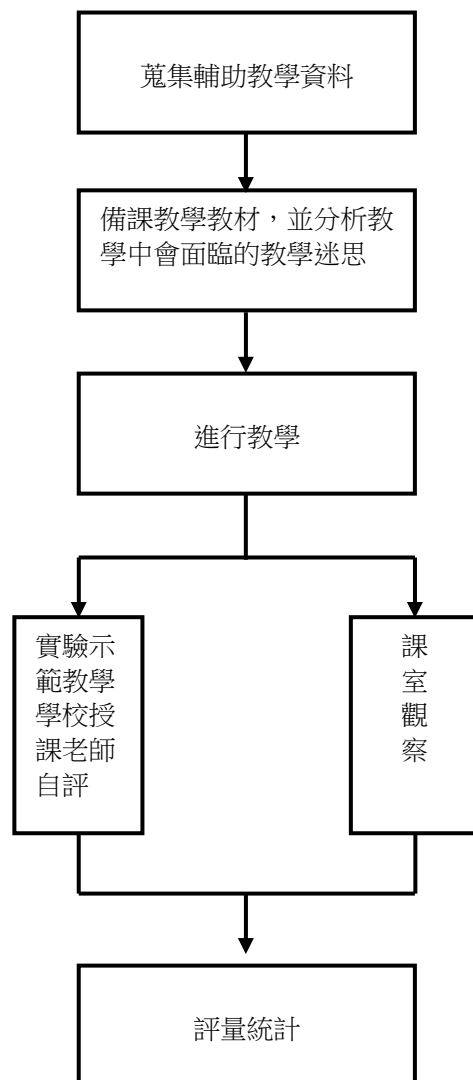 蒐集輔助教學資料
備課教學教材，並分析教
學中會面臨的教學迷思
進行教學
實驗示
範教學
學校授
課老師
自評
課
室
觀
察
評量統計